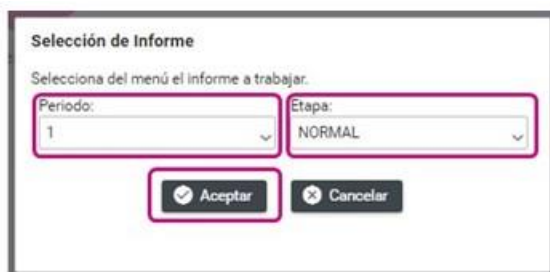 Selección de Informe
Selecciona del menú el informe a trabajar.
Periodo: Etapa:
1 NORMAL
Aceptar Cancelar